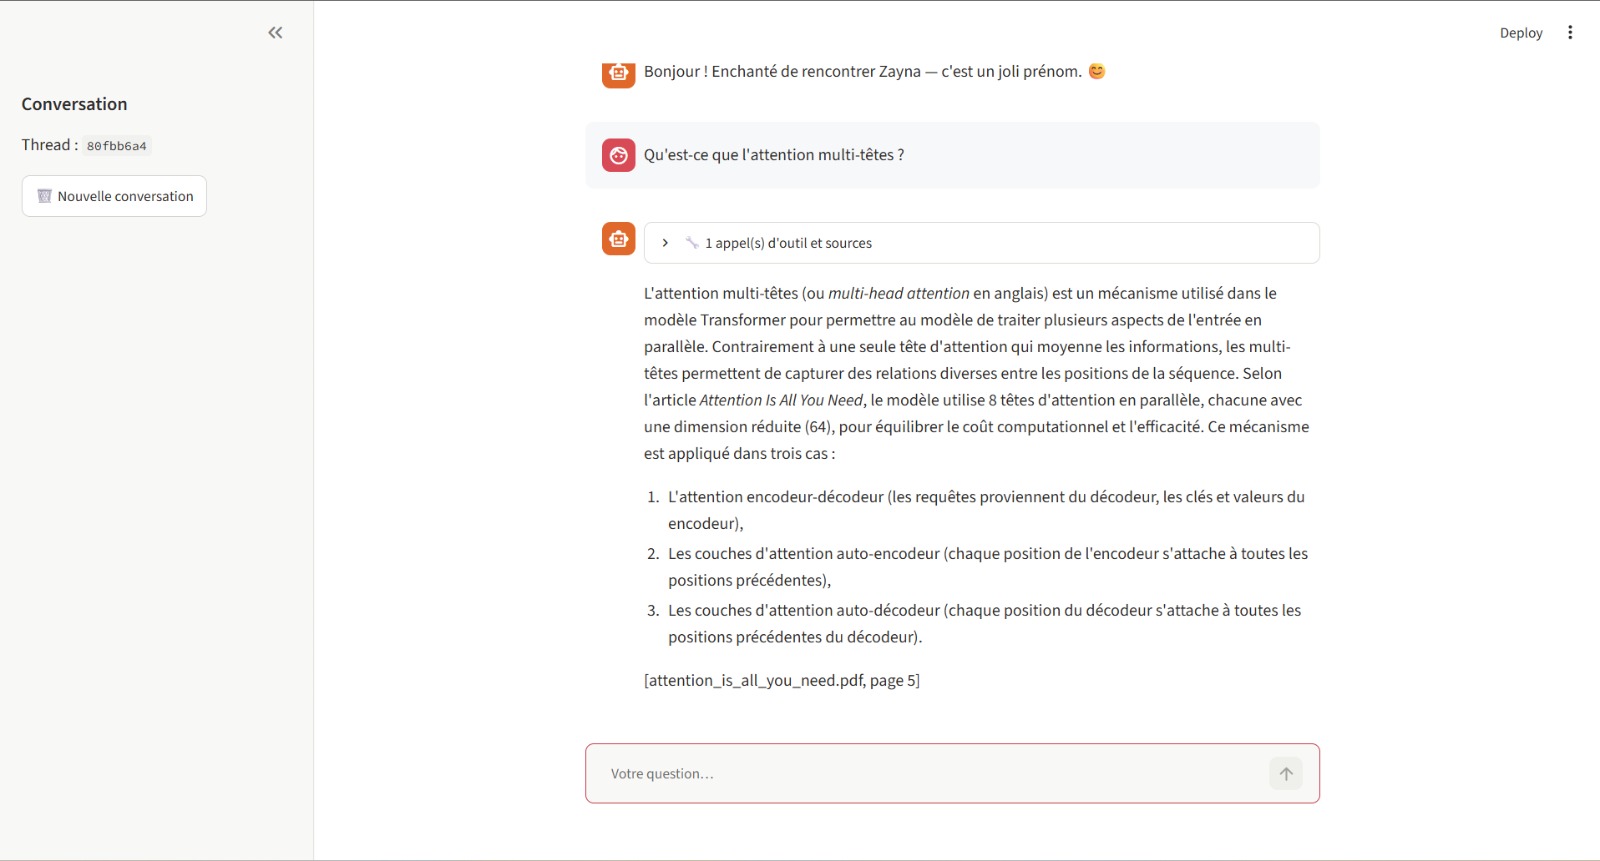 Deploy
Conversation
Thread : 80fbb6a4
Nouvelle conversation
Bonjour ! Enchanté de rencontrer Zayna — c'est un joli prénom. 😊
Qu'est-ce que l'attention multi-têtes ?
1 appel(s) d'outil et sources
L'attention multi-têtes (ou multi-head attention en anglais) est un mécanisme utilisé dans le
modèle Transformer pour permettre au modèle de traiter plusieurs aspects de l'entrée en
parallèle. Contrairement à une seule tête d'attention qui moyenne les informations, les multi-
têtes permettent de capturer des relations diverses entre les positions de la séquence. Selon
l'article Attention Is All You Need, le modèle utilise 8 têtes d'attention en parallèle, chacune avec
une dimension réduite (64), pour équilibrer le coût computationnel et l'efficacité. Ce mécanisme
est appliqué dans trois cas :
1. L'attention encodeur-décodeur (les requêtes proviennent du décodeur, les clés et valeurs du
encodeur),
2. Les couches d'attention auto-encodeur (chaque position de l'encodeur s'attache à toutes les
positions précédentes),
3. Les couches d'attention auto-décodeur (chaque position du décodeur s'attache à toutes les
positions précédentes du décodeur).
[attention_is_all_you_need.pdf, page 5]
Votre question…